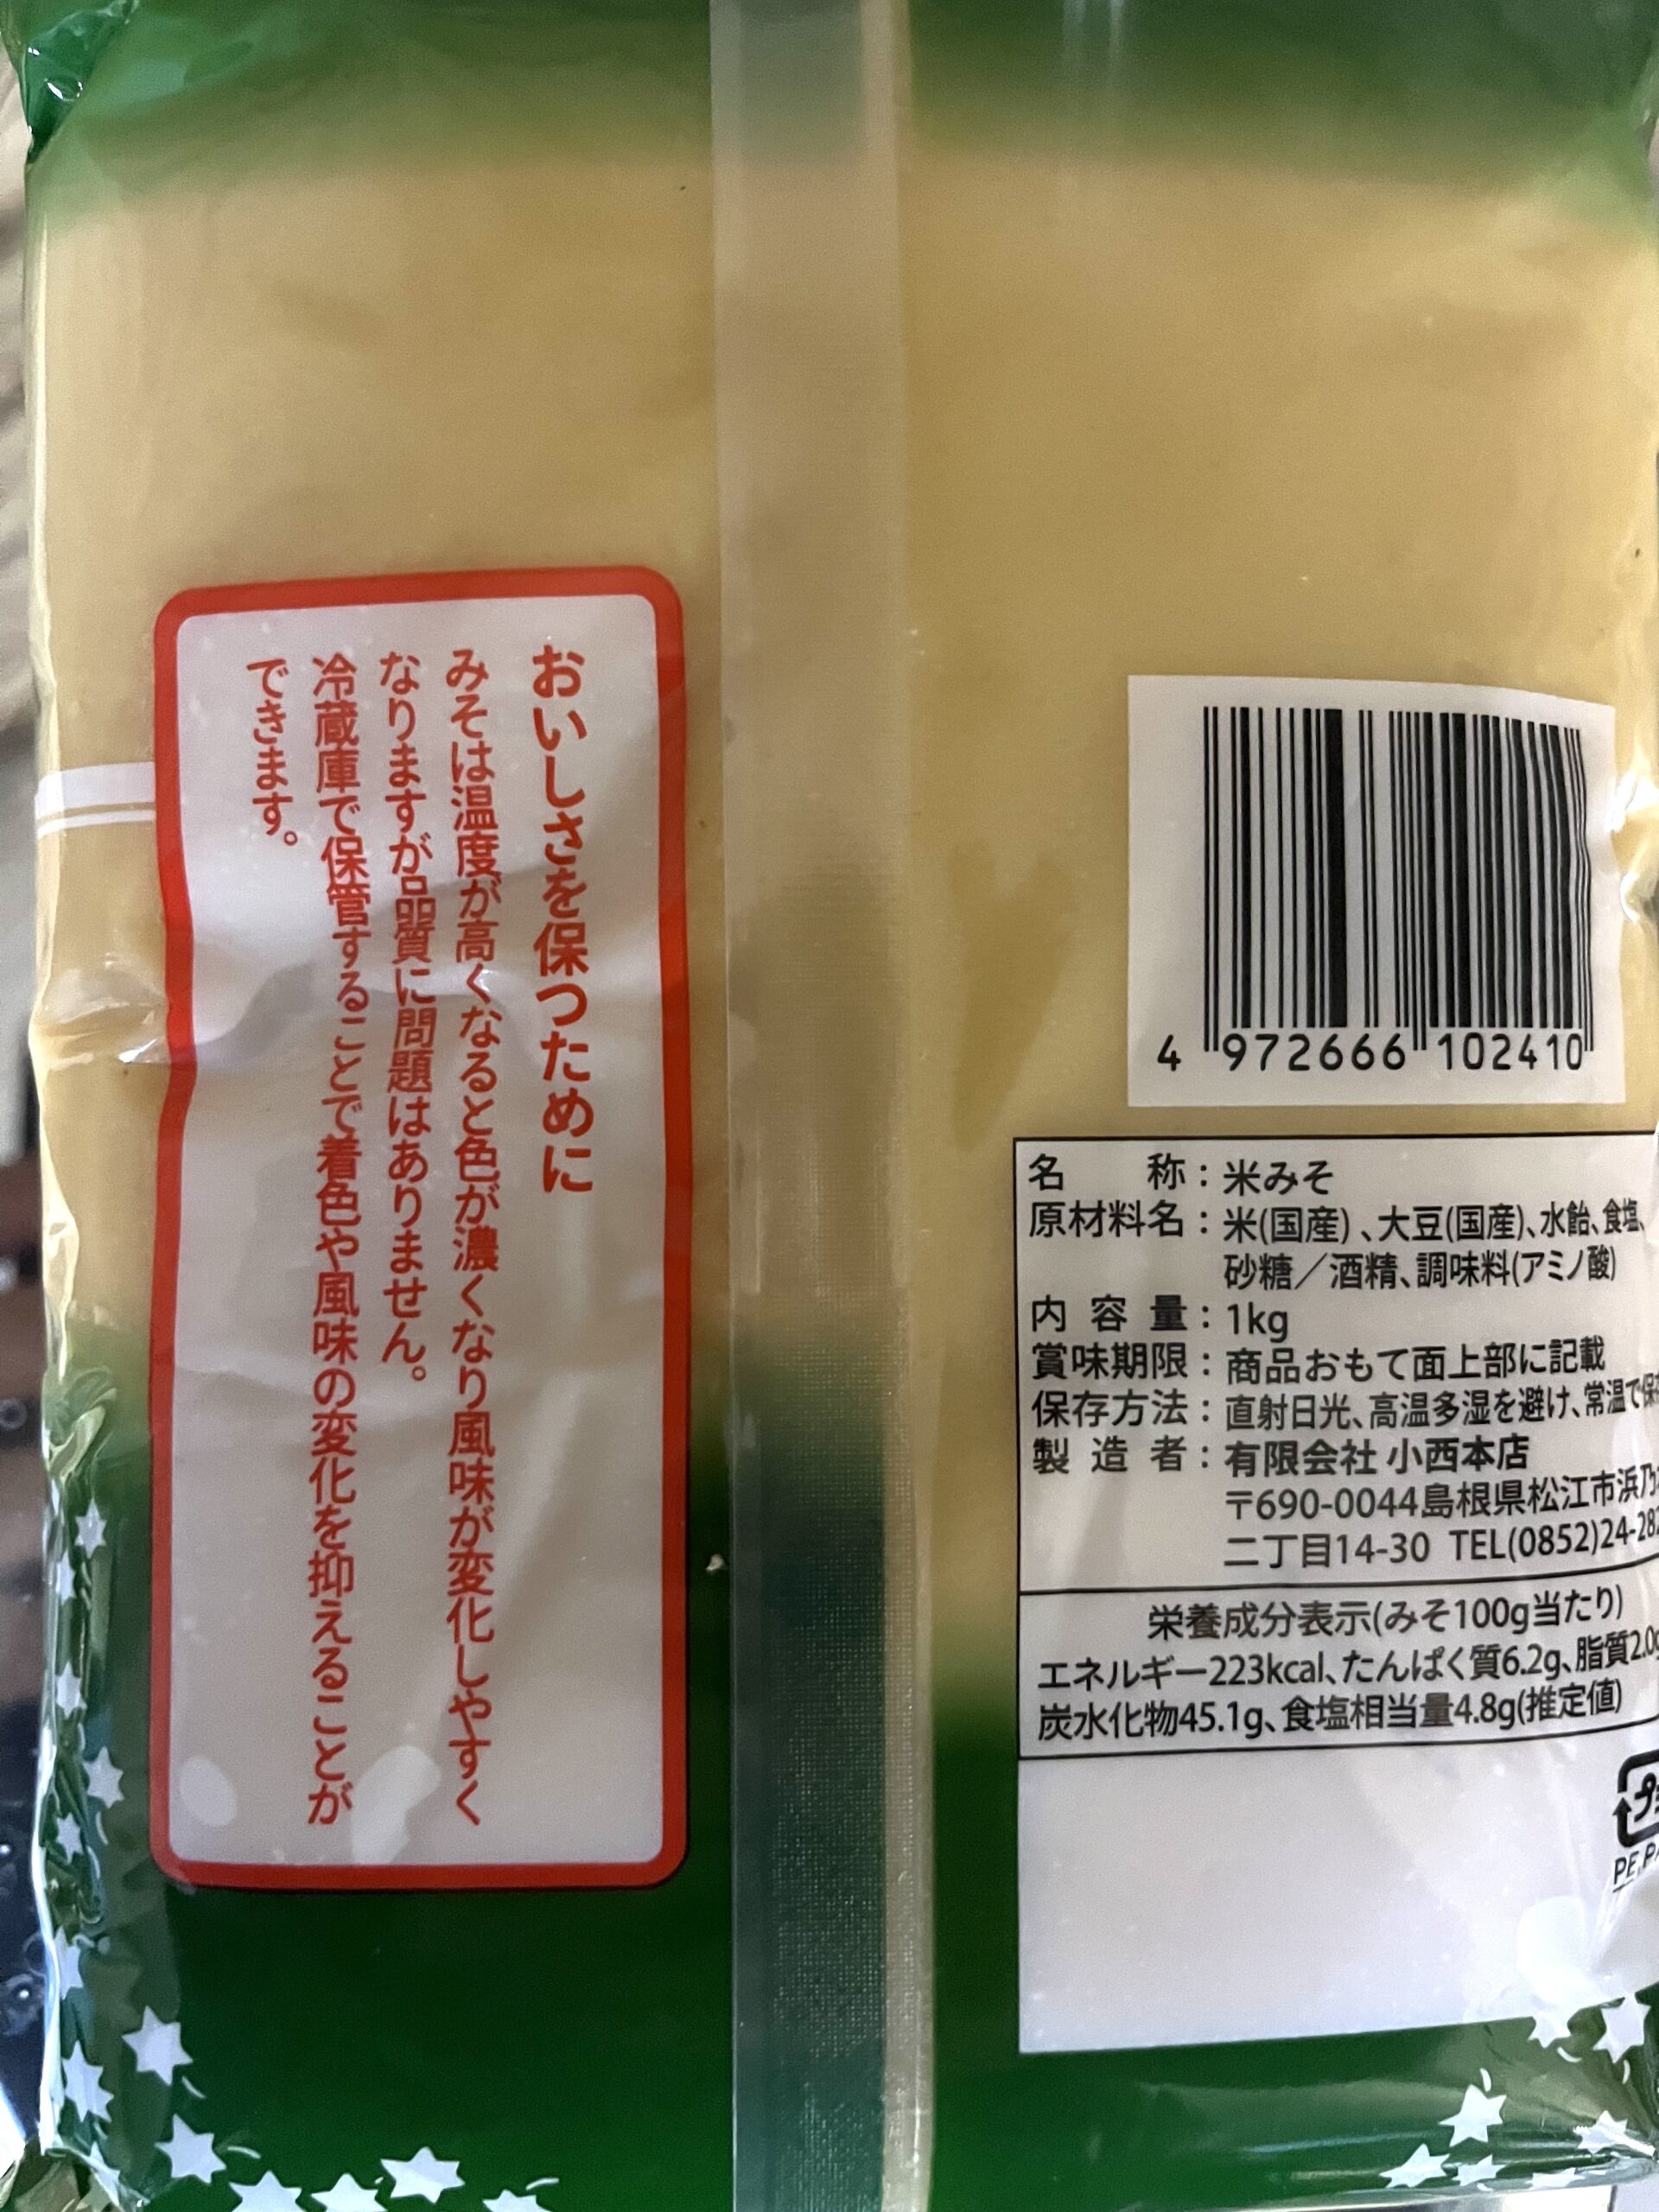 おいしさを保つために
みそは温度が高くなると色が濃くなり風味が変化しやすく
なりますが品質に問題はありません。
冷蔵庫で保管することで着色や風味の変化を抑えることが
できます。
4 972666 102410
名称：米みそ
原材料名：米(国産)、大豆(国産)、水飴、食塩、
砂糖／酒精、調味料(アミノ酸)
内容量：1kg
賞味期限：商品おもて面上部に記載
保存方法：直射日光、高温多湿を避け、常温で保
製造者：有限会社 小西本店
〒690-0044島根県松江市浜乃
二丁目14-30 TEL(0852)24-28
栄養成分表示(みそ100g当たり)
エネルギー223kcal、たんぱく質6.2g、脂質2.0g
炭水化物45.1g、食塩相当量4.8g(推定値)
プ
PE,P